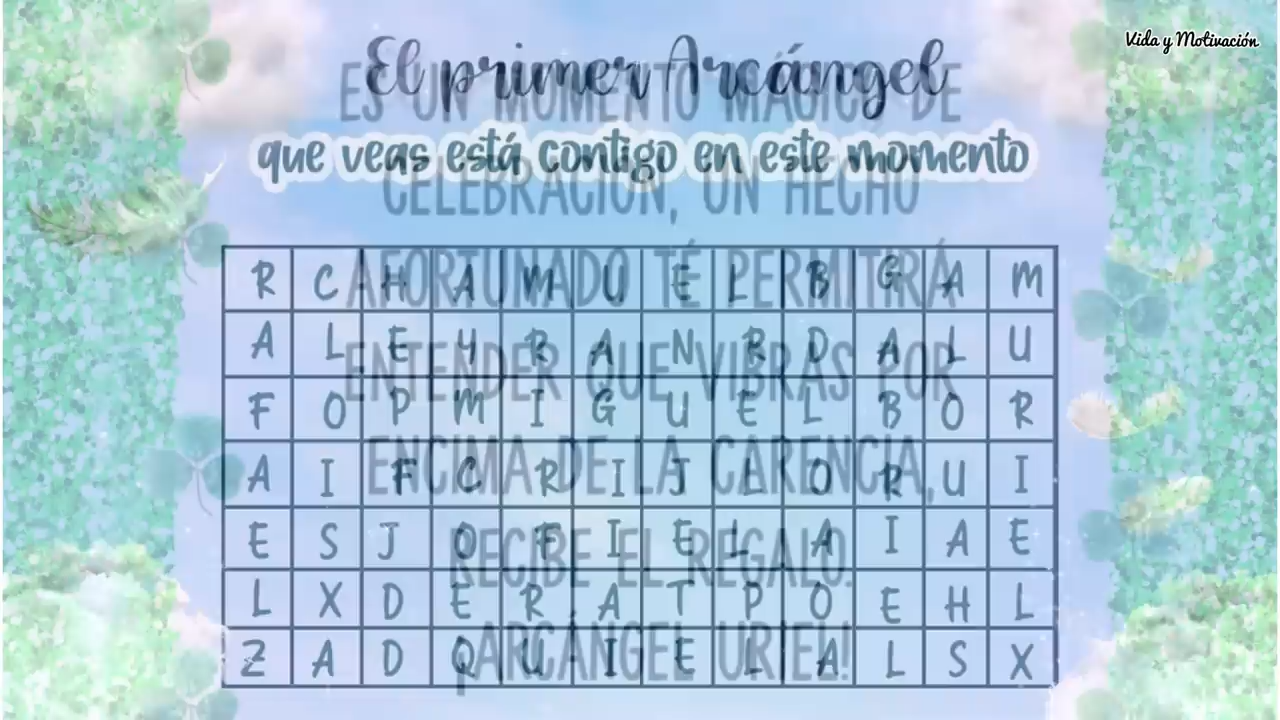 Vida y Motivación
El primer Arcángel
que veas está contigo en este momento
ES UN MOMENTO MÁGICO, DE
CELEBRACIÓN, UN HECHO
AFORTUNADO TÉ PERMITIRÁ
ENTENDER QUE VIBRAS POR
ENCIMA DE LA CARENCIA,
RECIBE EL REGALO.
¡ARCÁNGEL URIEL!
R C H A M U E L B G A M
A L E Y R A N R D A L U
F O P M I G U E L B O R
A I F C R I J L O R U I
E S J O F I E L A I A E
L X D E R A T P O E H L
Z A D Q U I E L A L S X